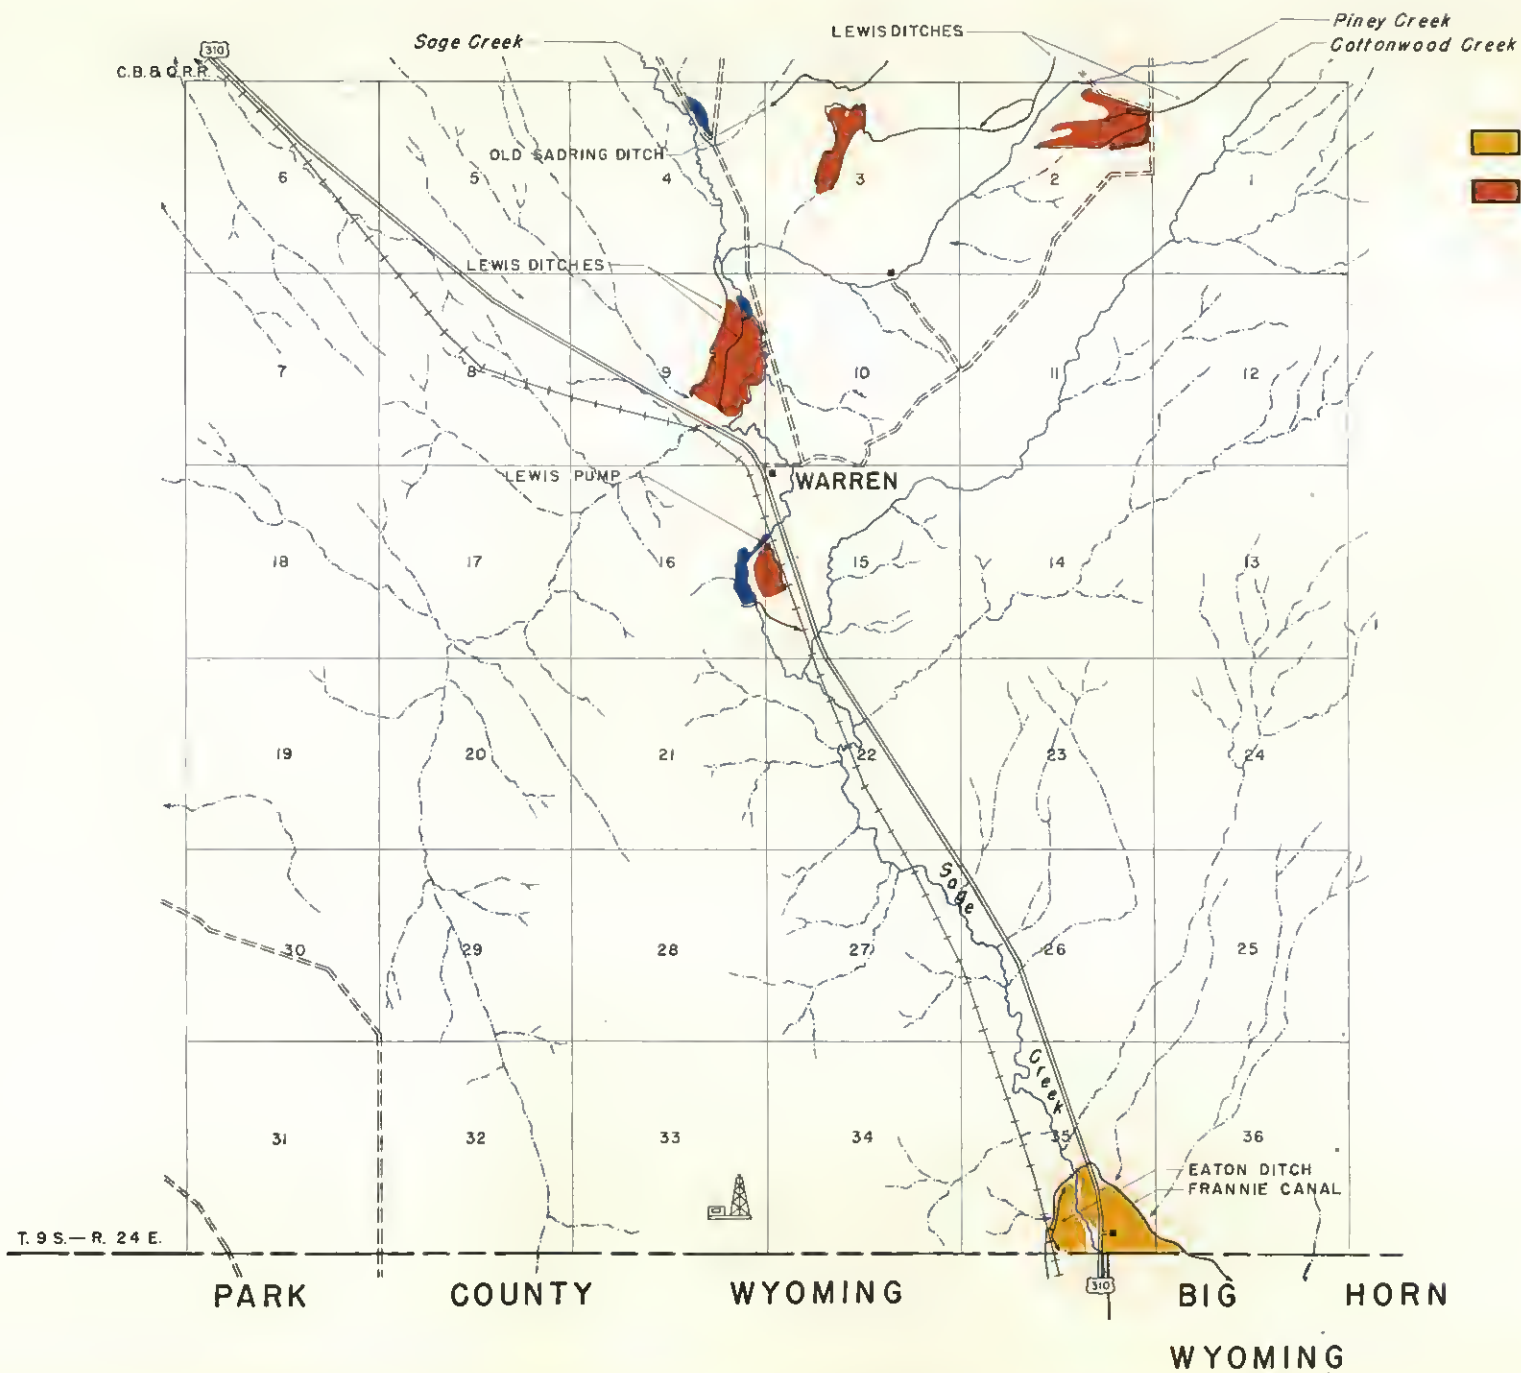 310
Sage Creek
LEWIS DITCHES
Piney Creek
Cottonwood Creek
C.B. & Q.R.R.
OLD SADRING DITCH
6 5 4 3 2 1
LEWIS DITCHES
7 8 9 10 11 12
LEWIS PUMP
WARREN
18 17 16 15 14 13
19 20 21 22 23 24
Sage
30 29 28 27 26 25
Creek
31 32 33 34 35 36
EATON DITCH
FRANNIE CANAL
T. 9 S.—R. 24 E.
310
PARK COUNTY WYOMING BIG HORN
WYOMING